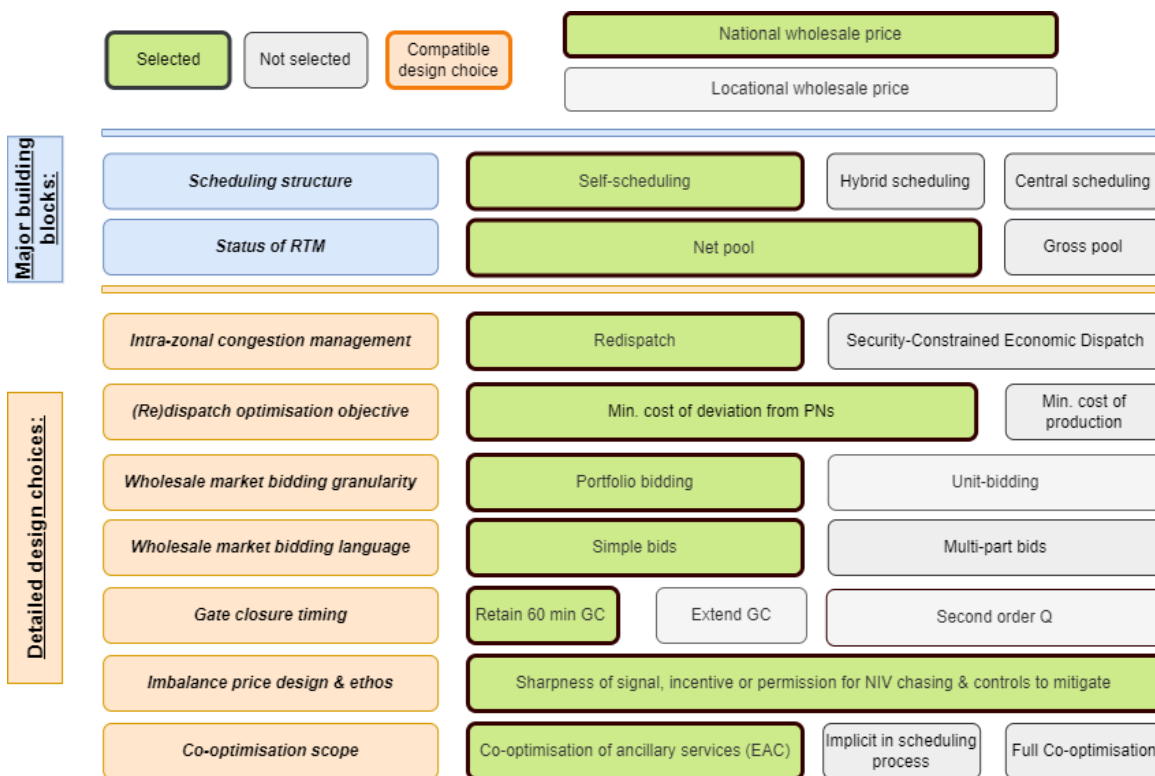 Selected
Not selected
Compatible
design choice
National wholesale price
Locational wholesale price
Major building
blocks:
Scheduling structure
Self-scheduling
Hybrid scheduling
Central scheduling
Status of RTM
Net pool
Gross pool
Detailed design choices:
Intra-zonal congestion management
Redispatch
Security-Constrained Economic Dispatch
(Re)dispatch optimisation objective
Min. cost of deviation from PNs
Min. cost of
production
Wholesale market bidding granularity
Portfolio bidding
Unit-bidding
Wholesale market bidding language
Simple bids
Multi-part bids
Gate closure timing
Retain 60 min GC
Extend GC
Second order Q
Imbalance price design & ethos
Sharpness of signal, incentive or permission for NIV chasing & controls to mitigate
Co-optimisation scope
Co-optimisation of ancillary services (EAC)
Implicit in scheduling
process
Full Co-optimisation